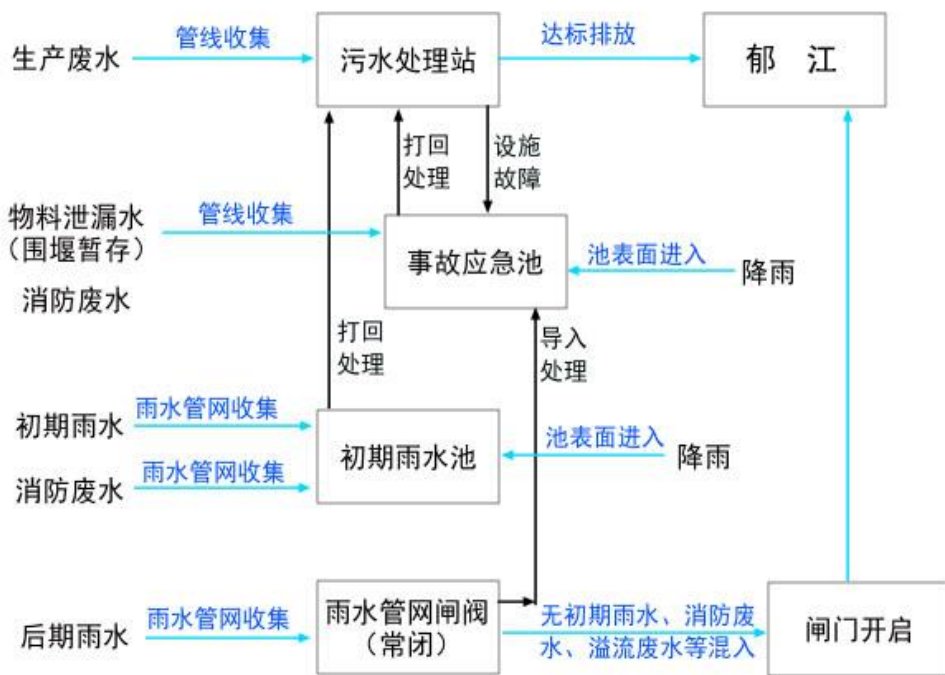 生产废水
管线收集
污水处理站
达标排放
郁 江
打回
处理
设施
故障
物料泄漏水
（围堰暂存）
消防废水
管线收集
事故应急池
池表面进入
降雨
打回
处理
导入
处理
初期雨水
雨水管网收集
初期雨水池
池表面进入
降雨
消防废水
雨水管网收集
后期雨水
雨水管网收集
雨水管网闸阀
（常闭）
无初期雨水、消防废
水、溢流废水等混入
闸门开启